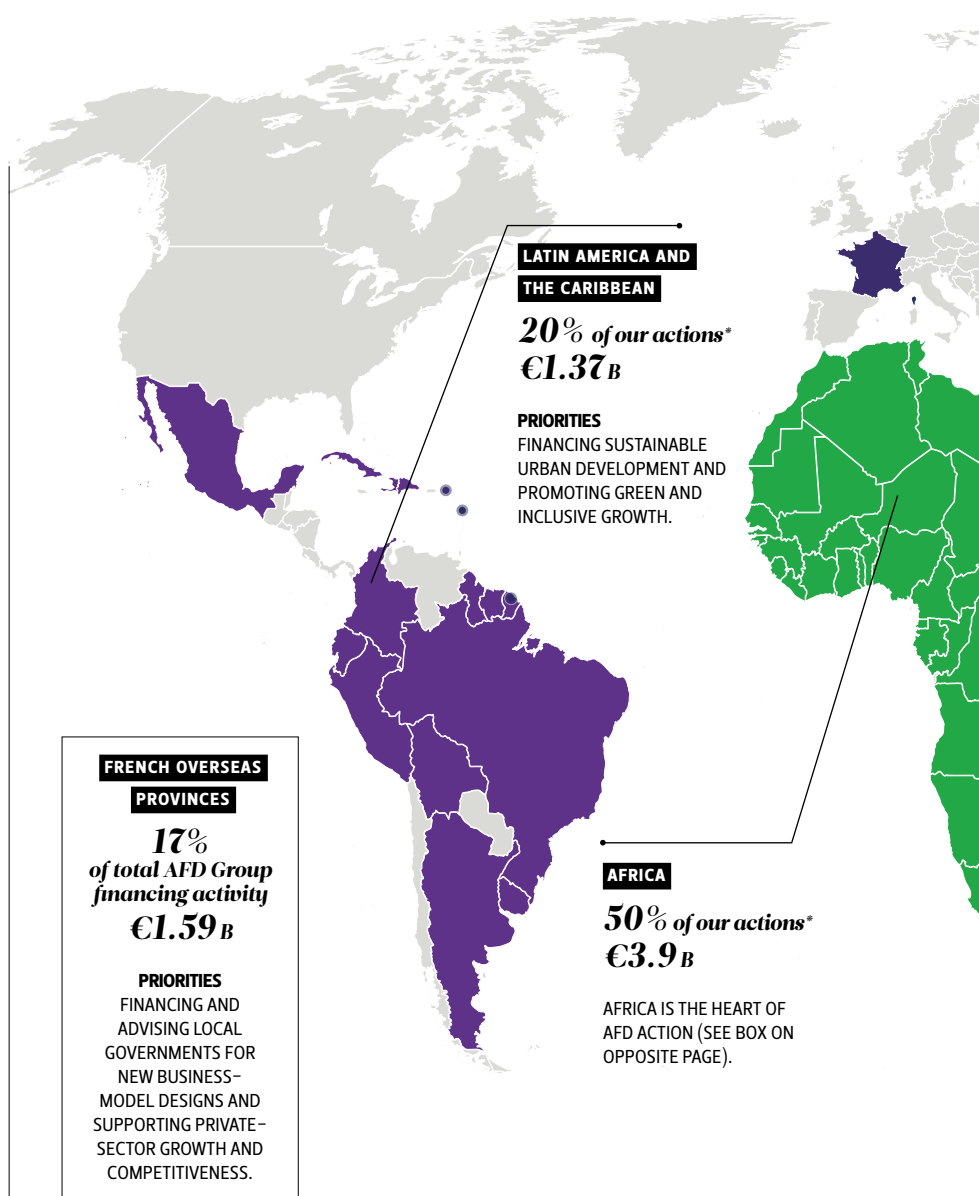 LATIN AMERICA AND
THE CARIBBEAN
20% of our actions*
€1.37 B
PRIORITIES
FINANCING SUSTAINABLE
URBAN DEVELOPMENT AND
PROMOTING GREEN AND
INCLUSIVE GROWTH.
FRENCH OVERSEAS
PROVINCES
17%
of total AFD Group
financing activity
€1.59 B
PRIORITIES
FINANCING AND
ADVISING LOCAL
GOVERNMENTS FOR
NEW BUSINESS-
MODEL DESIGNS AND
SUPPORTING PRIVATE-
SECTOR GROWTH AND
COMPETITIVENESS.
AFRICA
50% of our actions*
€3.9 B
AFRICA IS THE HEART OF
AFD ACTION (SEE BOX ON
OPPOSITE PAGE).